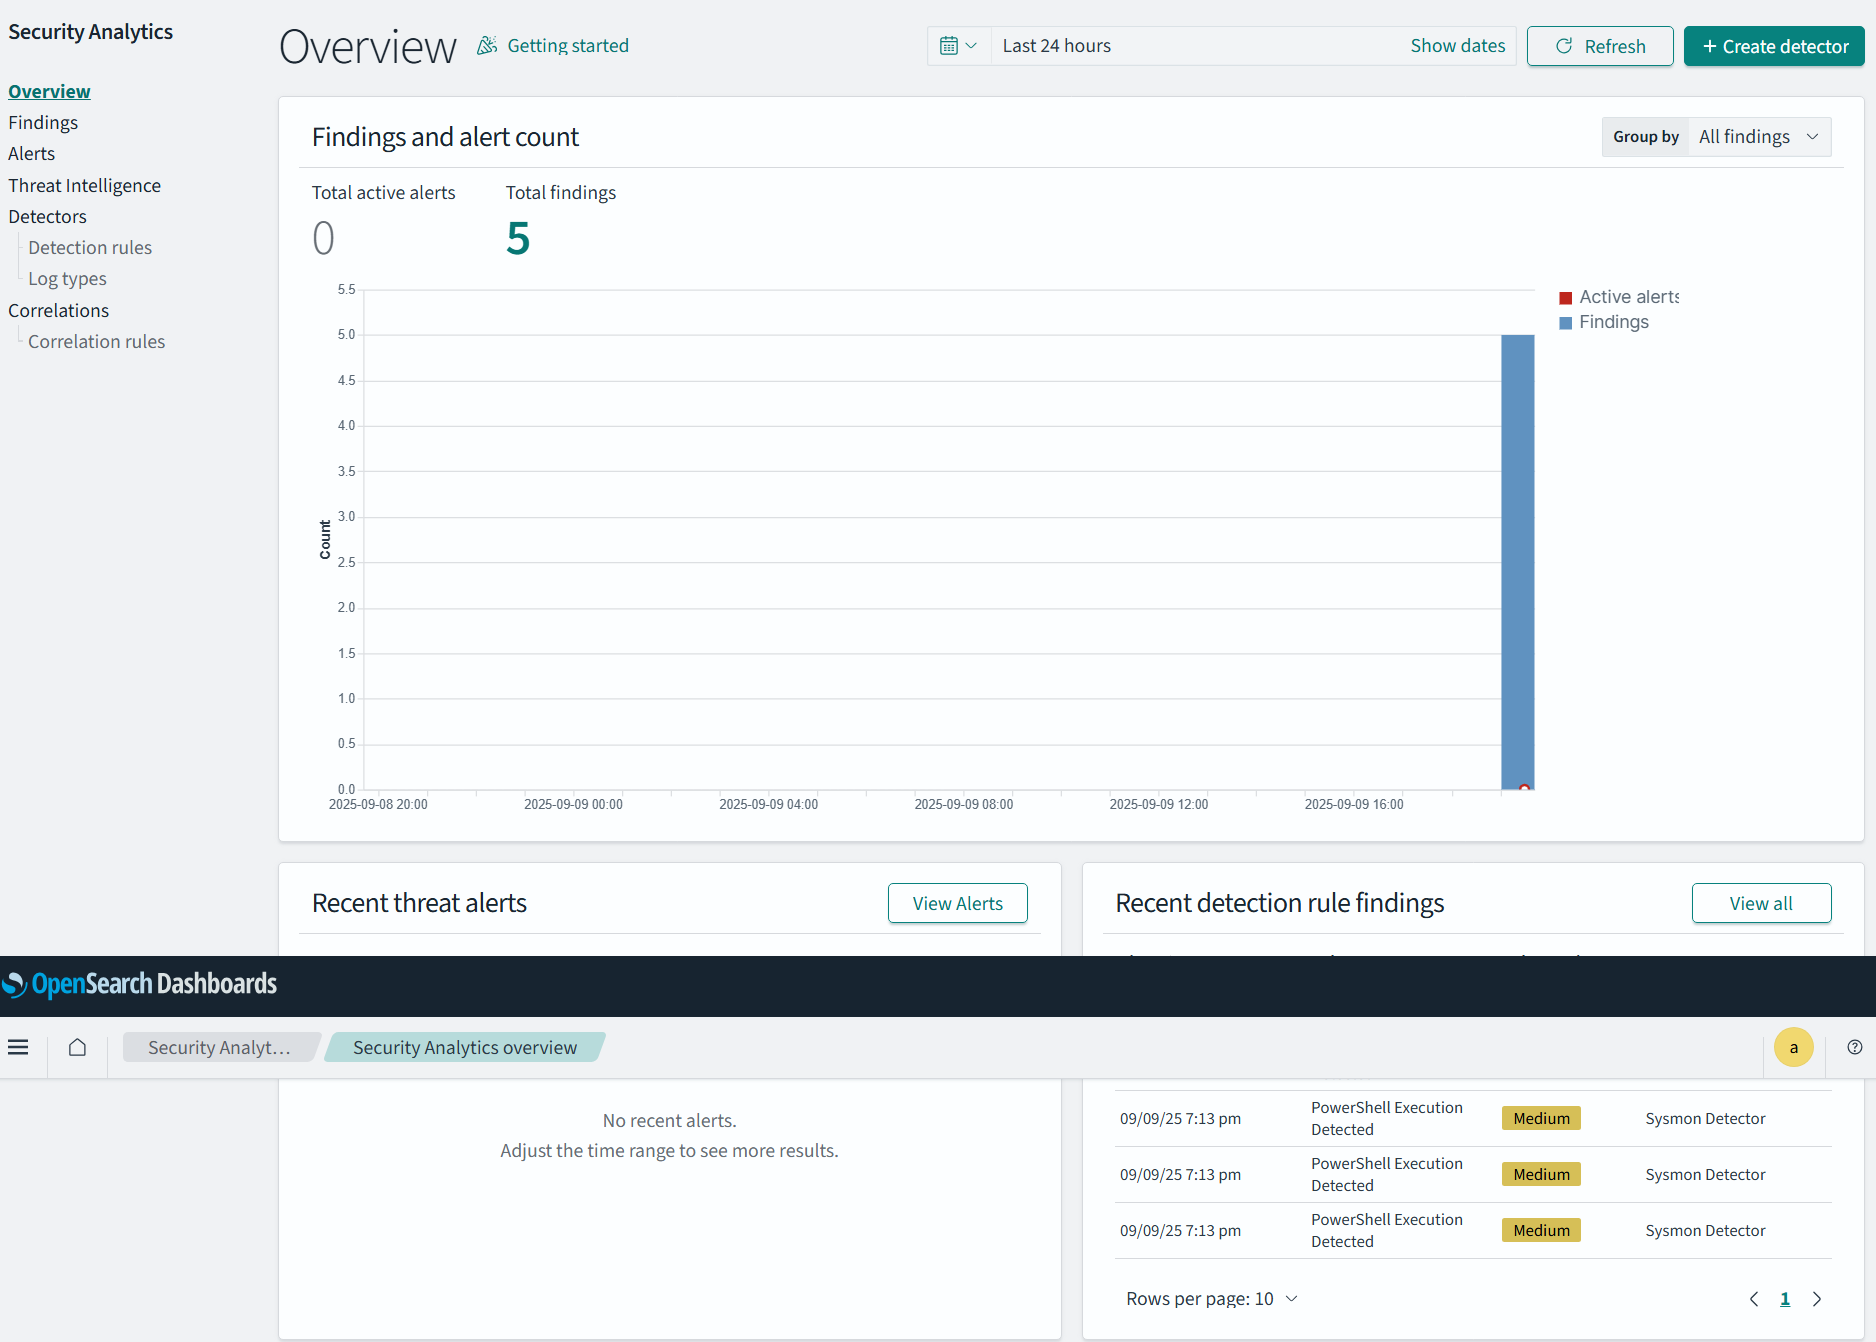 Security Analytics
Overview
Findings
Alerts
Threat Intelligence
Detectors
Detection rules
Log types
Correlations
Correlation rules
Overview
Getting started
Last 24 hours
Show dates
Refresh
+ Create detector
Findings and alert count
Group by
All findings
Total active alerts
0
Total findings
5
Count
5.5
5.0
4.5
4.0
3.5
3.0
2.5
2.0
1.5
1.0
0.5
0.0
2025-09-08 20:00
2025-09-09 00:00
2025-09-09 04:00
2025-09-09 08:00
2025-09-09 12:00
2025-09-09 16:00
Active alerts
Findings
Recent threat alerts
View Alerts
Recent detection rule findings
View all
OpenSearch Dashboards
Security Analyt...
Security Analytics overview
a
No recent alerts.
Adjust the time range to see more results.
09/09/25 7:13 pm
PowerShell Execution
Detected
Medium
Sysmon Detector
09/09/25 7:13 pm
PowerShell Execution
Detected
Medium
Sysmon Detector
09/09/25 7:13 pm
PowerShell Execution
Detected
Medium
Sysmon Detector
Rows per page: 10
1